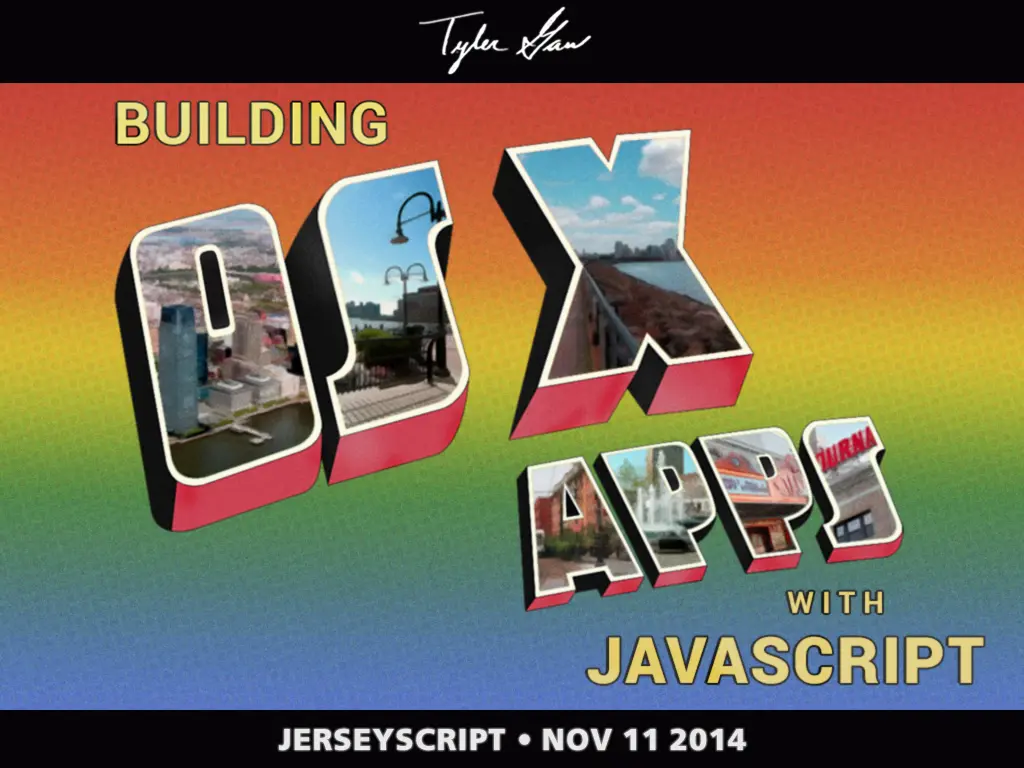 Tyler Gaw
BUILDING
OS X
APPS
WITH
JAVASCRIPT
JERSEYSCRIPT • NOV 11 2014